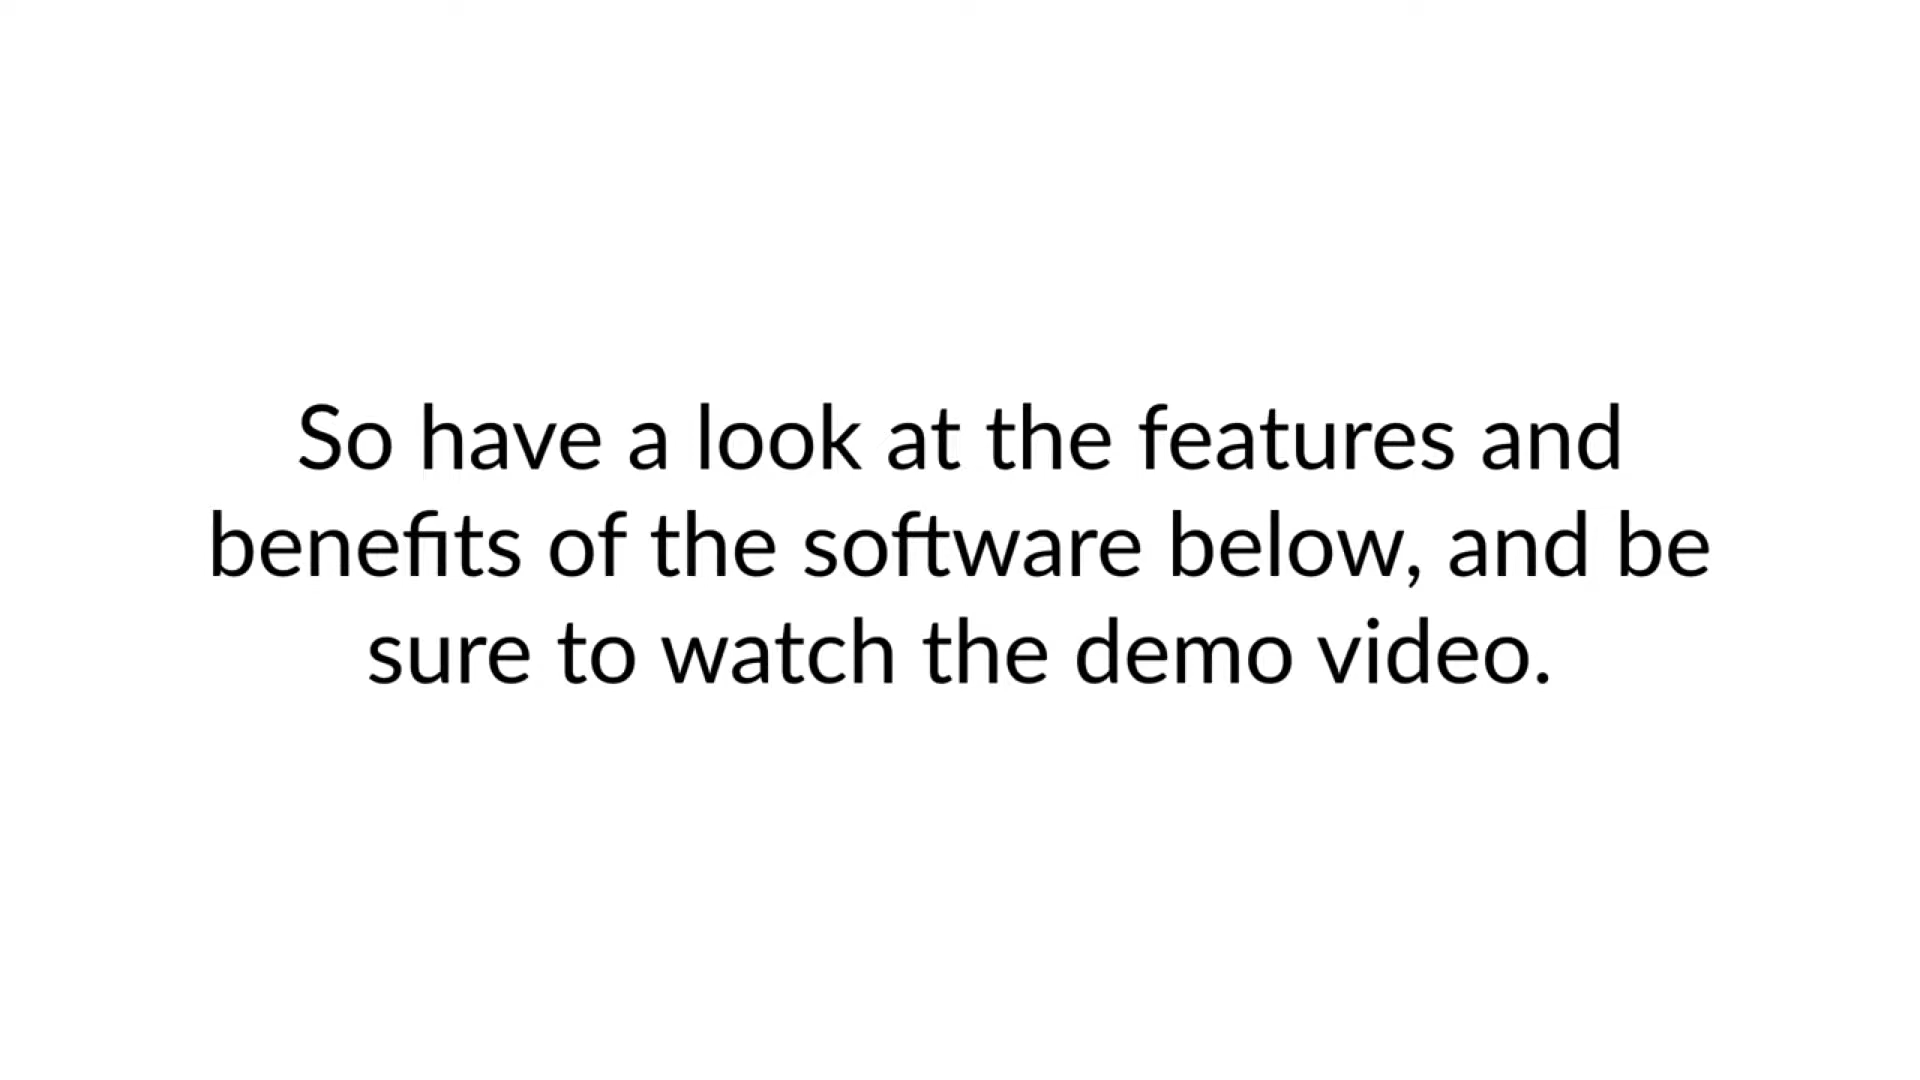 So have a look at the features and
benefits of the software below, and be
sure to watch the demo video.